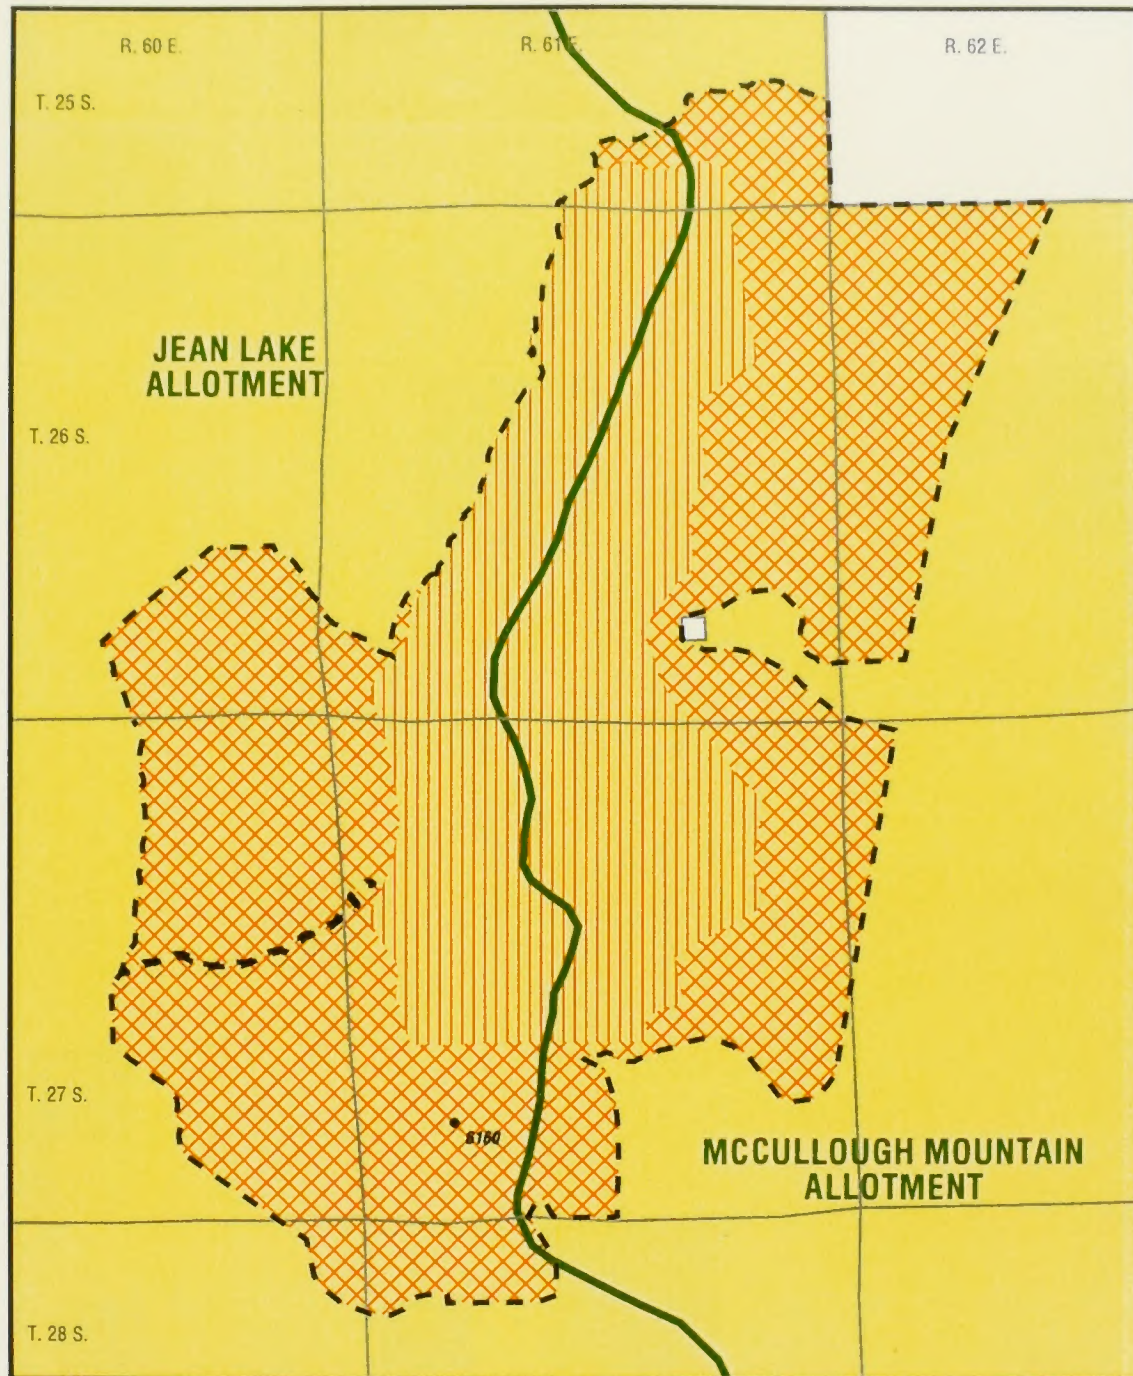 R. 60 E.
R. 61 E.
R. 62 E.
T. 25 S.
JEAN LAKE
ALLOTMENT
T. 26 S.
T. 27 S.
MCCULLOUGH MOUNTAIN
ALLOTMENT
T. 28 S.